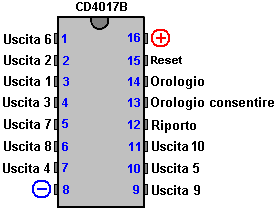 CD4017B
Uscita 6 1 16 +
Uscita 2 2 15 Reset
Uscita 1 3 14 Orologio
Uscita 3 4 13 Orologio consentire
Uscita 7 5 12 Riporto
Uscita 8 6 11 Uscita 10
Uscita 4 7 10 Uscita 5
- 8 9 Uscita 9